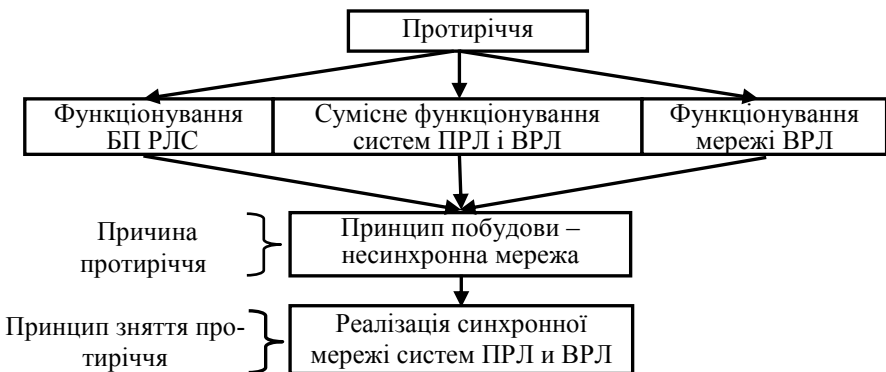 Протиріччя
Функціонування
БП РЛС
Сумісне функціонування
систем ПРЛ і ВРЛ
Функціонування
мережі ВРЛ
Причина
протиріччя
Принцип побудови –
несинхронна мережа
Принцип зняття про-
тиріччя
Реалізація синхронної
мережі систем ПРЛ и ВРЛ